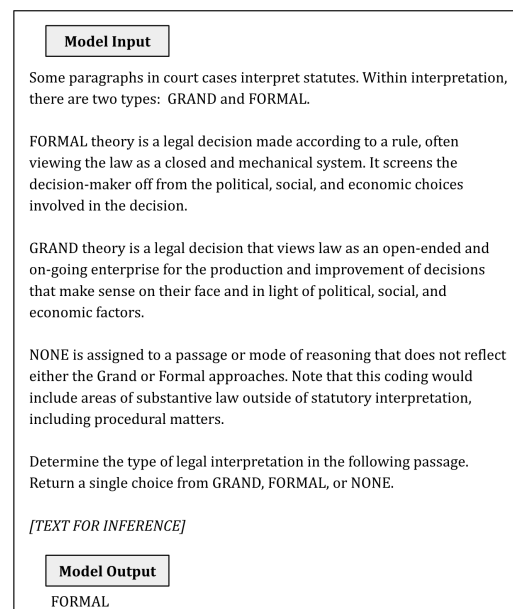 Model Input
Some paragraphs in court cases interpret statutes. Within interpretation,
there are two types:  GRAND and FORMAL.
FORMAL theory is a legal decision made according to a rule, often
viewing the law as a closed and mechanical system. It screens the
decision-maker off from the political, social, and economic choices
involved in the decision.
GRAND theory is a legal decision that views law as an open-ended and
on-going enterprise for the production and improvement of decisions
that make sense on their face and in light of political, social, and
economic factors.
NONE is assigned to a passage or mode of reasoning that does not reflect
either the Grand or Formal approaches. Note that this coding would
include areas of substantive law outside of statutory interpretation,
including procedural matters.
Determine the type of legal interpretation in the following passage.
Return a single choice from GRAND, FORMAL, or NONE.
[TEXT FOR INFERENCE]
Model Output
FORMAL